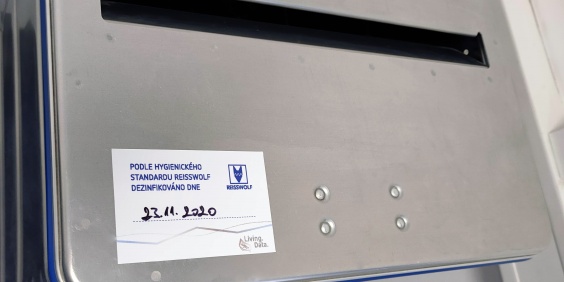 PODLE HYGIENICKÉHO
STANDARDU REISSWOLF
DEZINFIKOVÁNO DNE
REISSWOLF
23.11.2020
Living.
Data.